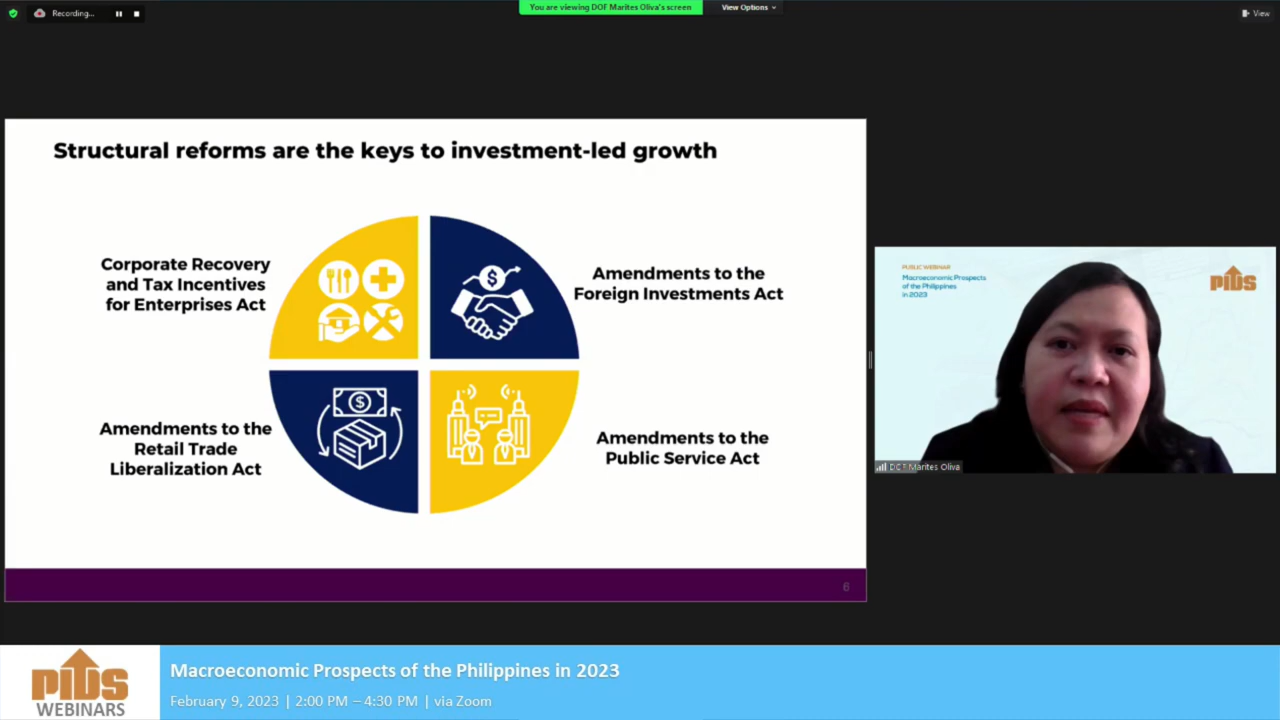 Recording...
You are viewing DOF Marites Oliva's screen
View Options
View
Structural reforms are the keys to investment-led growth
Corporate Recovery
and Tax Incentives
for Enterprises Act
Amendments to the
Foreign Investments Act
Amendments to the
Retail Trade
Liberalization Act
Amendments to the
Public Service Act
6
PUBLIC WEBINAR
Macroeconomic Prospects
of the Philippines
in 2023
PIDS
DOF Marites Oliva
PIDS
WEBINARS
Macroeconomic Prospects of the Philippines in 2023
February 9, 2023 | 2:00 PM – 4:30 PM | via Zoom